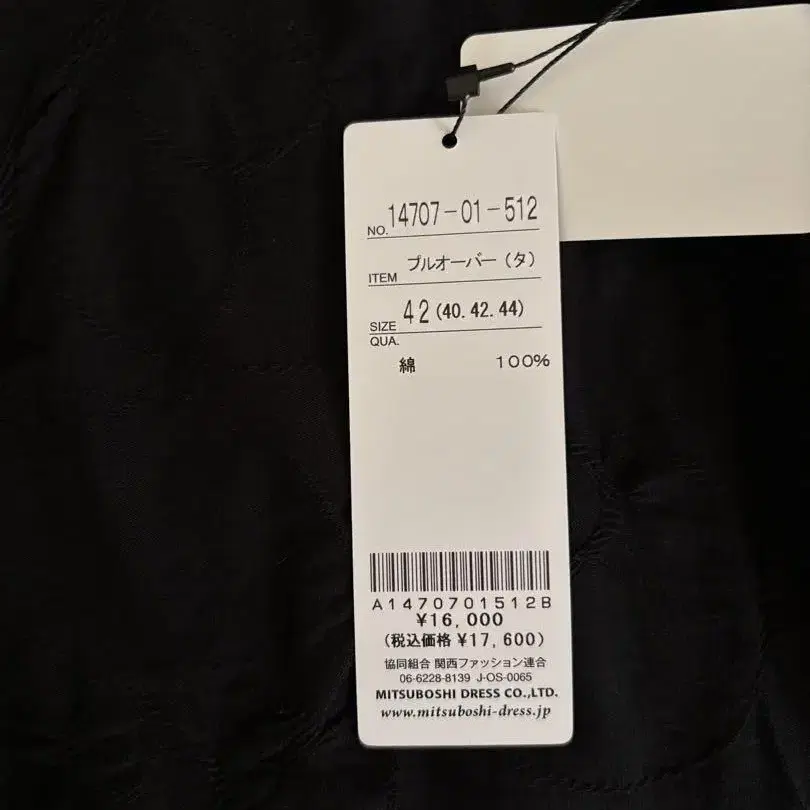 NO. 14707-01-512
ITEM プルオーバー(タ)
SIZE 42(40.42.44)
QUA.
綿 100%
A1470701512B
¥16,000
(税込価格¥17,600)
協同組合 関西ファッション連合
06-6228-8139 J-OS-0065
MITSUBOSHI DRESS CO.,LTD.
www.mitsuboshi-dress.jp